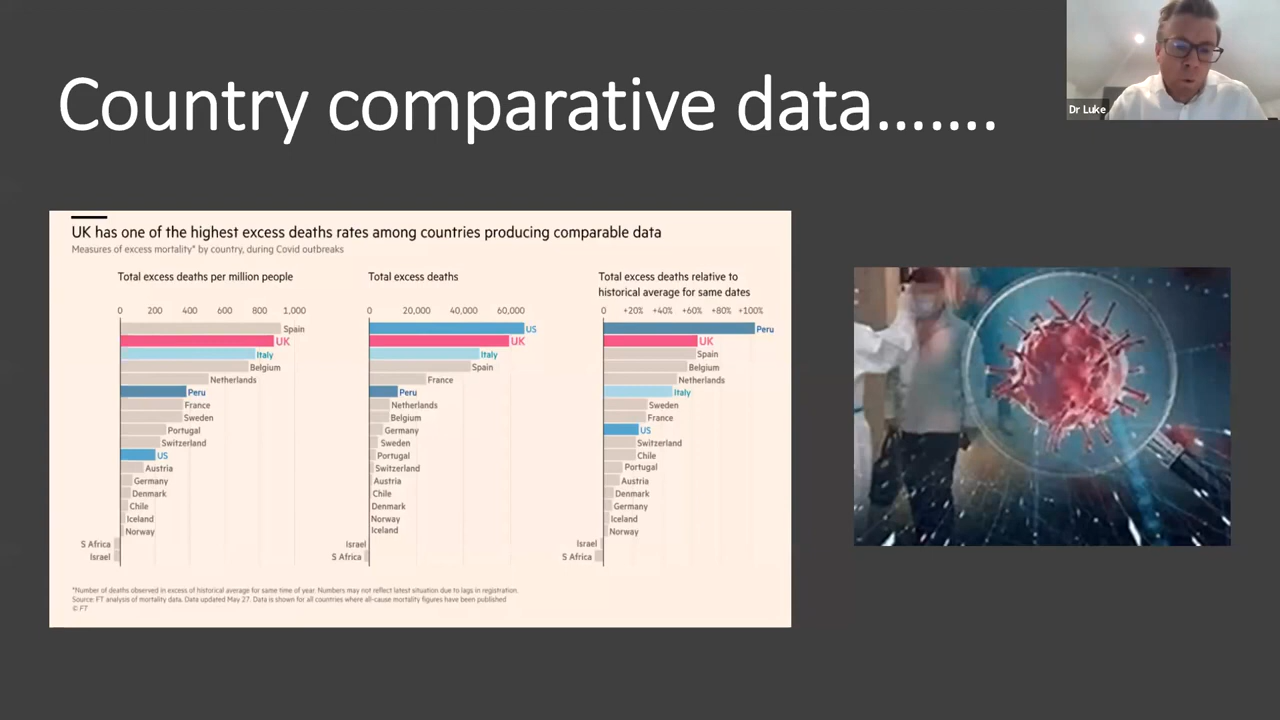 Country comparative data.......
Dr Luke
UK has one of the highest excess deaths rates among countries producing comparable data
Measures of excess mortality* by country, during Covid outbreaks
Total excess deaths per million people
0 200 400 600 800 1,000
Spain
UK
Italy
Belgium
Netherlands
Peru
France
Sweden
Portugal
Switzerland
US
Austria
Germany
Denmark
Chile
Iceland
Norway
S Africa
Israel
Total excess deaths
0 20,000 40,000 60,000
US
UK
Italy
Spain
France
Peru
Netherlands
Belgium
Germany
Sweden
Portugal
Switzerland
Austria
Chile
Denmark
Norway
Iceland
Israel
S Africa
Total excess deaths relative to
historical average for same dates
0 +20% +40% +60% +80% +100%
Peru
UK
Spain
Belgium
Netherlands
Italy
Sweden
France
US
Switzerland
Chile
Portugal
Austria
Denmark
Germany
Iceland
Norway
Israel
S Africa
*Number of deaths observed in excess of historical average for same time of year. Numbers may not reflect latest situation due to lags in registration.
Source: FT analysis of mortality data. Data updated May 27. Data is shown for all countries where all-cause mortality figures have been published
© FT